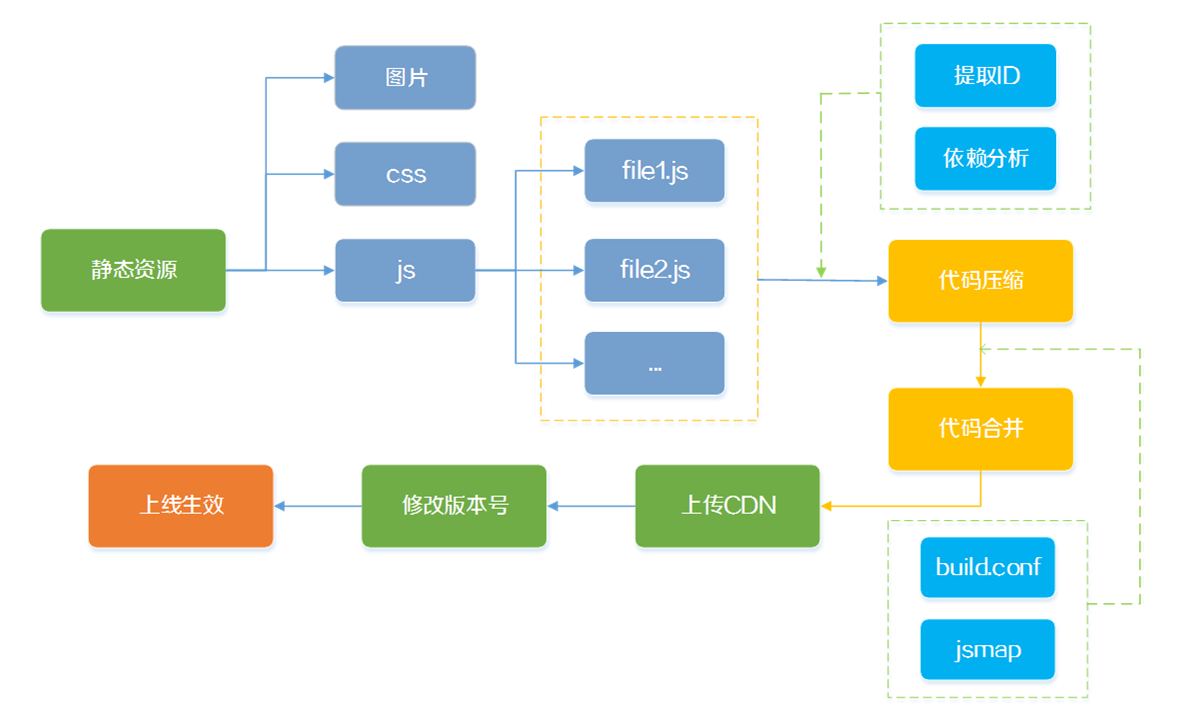 静态资源
图片
css
js
file1.js
file2.js
...
提取ID
依赖分析
代码压缩
代码合并
build.conf
jsmap
上传CDN
修改版本号
上线生效